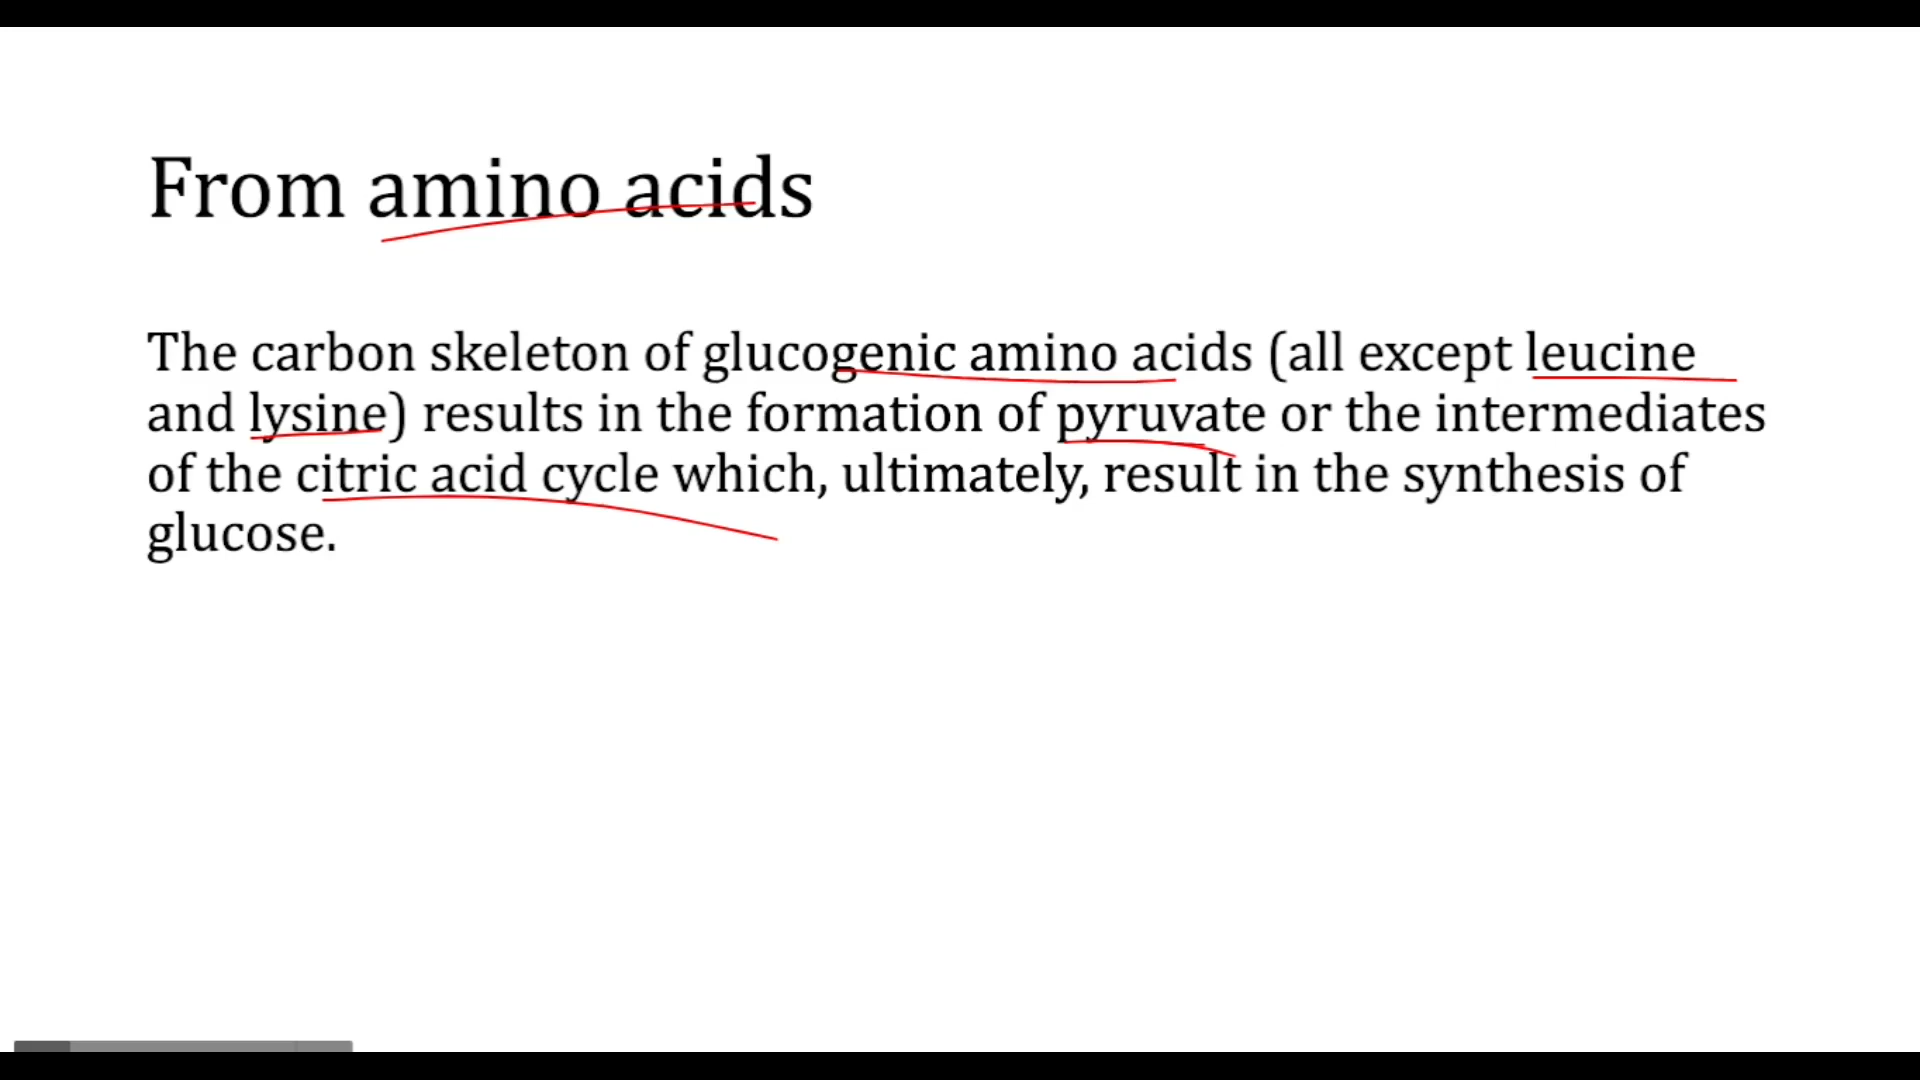 From amino acids
The carbon skeleton of glucogenic amino acids (all except leucine
and lysine) results in the formation of pyruvate or the intermediates
of the citric acid cycle which, ultimately, result in the synthesis of
glucose.